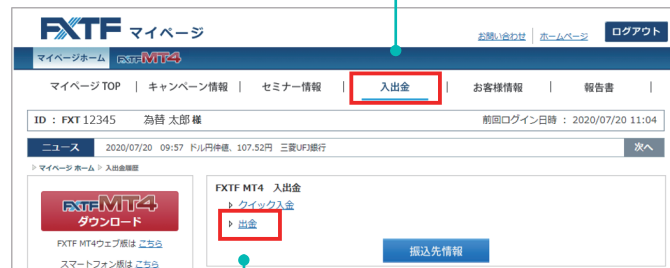 FXTF マイページ
お問い合わせ ホームページ ログアウト
マイページホーム FXTF MT4
マイページTOP | キャンペーン情報 | セミナー情報 | 入出金 | お客様情報 | 報告書 |
ID : FXT 12345 為替 太郎 様 前回ログイン日時 : 2020/07/20 11:04
ニュース 2020/07/20 09:57 ドル円仲値、107.52円 三菱UFJ銀行 次へ
マイページ ホーム 入出金履歴
FXTF MT4 入出金
FXTF MT4
ダウンロード
クイック入金
出金
FXTF MT4ウェブ版は こちら
振込先情報
スマートフォン版は こちら